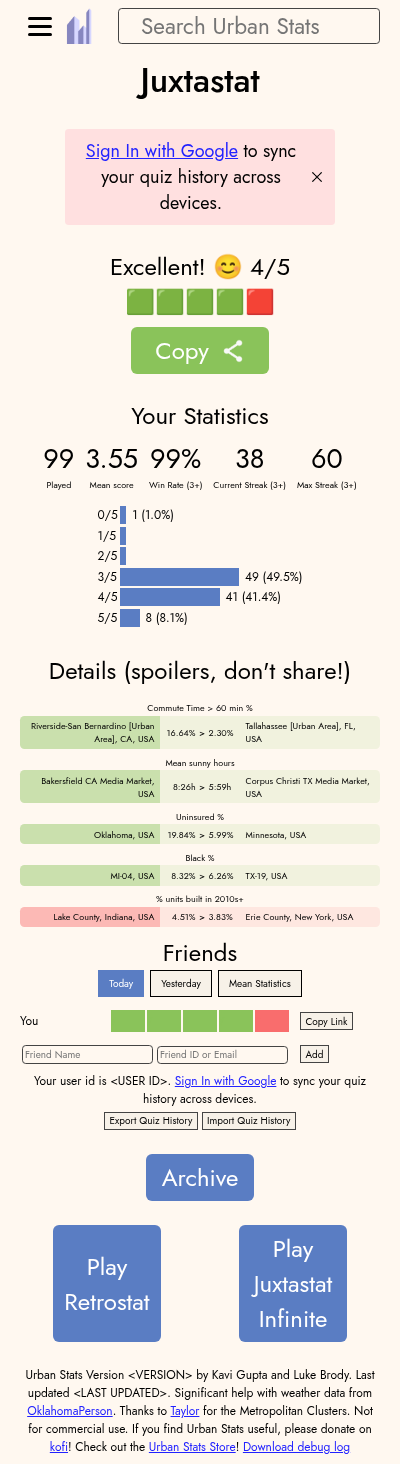 Search Urban Stats
Juxtastat
Sign In with Google to sync
your quiz history across
devices.
×
Excellent! 😊 4/5
🟩🟩🟩🟩🟥
Copy
Your Statistics
99 3.55 99% 38 60
Played Mean score Win Rate (3+) Current Streak (3+) Max Streak (3+)
0/5 1 (1.0%)
1/5
2/5
3/5 49 (49.5%)
4/5 41 (41.4%)
5/5 8 (8.1%)
Details (spoilers, don't share!)
Commute Time > 60 min %
Riverside-San Bernardino [Urban Area], CA, USA 16.64% > 2.30% Tallahassee [Urban Area], FL, USA
Mean sunny hours
Bakersfield CA Media Market, USA 8:26h > 5:59h Corpus Christi TX Media Market, USA
Uninsured %
Oklahoma, USA 19.84% > 5.99% Minnesota, USA
Black %
MI-04, USA 8.32% > 6.26% TX-19, USA
% units built in 2010s+
Lake County, Indiana, USA 4.51% > 3.83% Erie County, New York, USA
Friends
Today Yesterday Mean Statistics
You Copy Link
Friend Name Friend ID or Email Add
Your user id is <USER ID>. Sign In with Google to sync your quiz
history across devices.
Export Quiz History Import Quiz History
Archive
Play
Retrostat
Play
Juxtastat
Infinite
Urban Stats Version <VERSION> by Kavi Gupta and Luke Brody. Last
updated <LAST UPDATED>. Significant help with weather data from
OklahomaPerson. Thanks to Taylor for the Metropolitan Clusters. Not
for commercial use. If you find Urban Stats useful, please donate on
kofi! Check out the Urban Stats Store! Download debug log